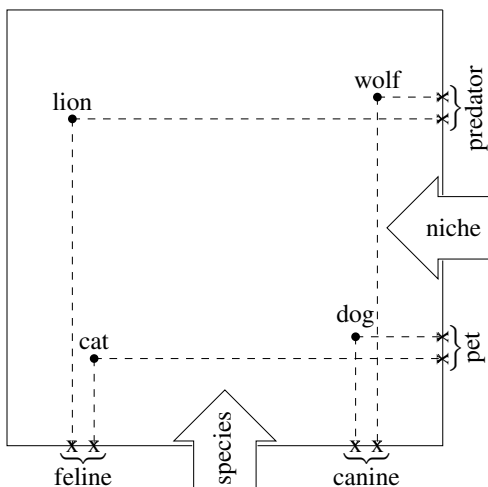 wolf
lion
predator
niche
dog
cat
pet
x x x x
feline
species
canine